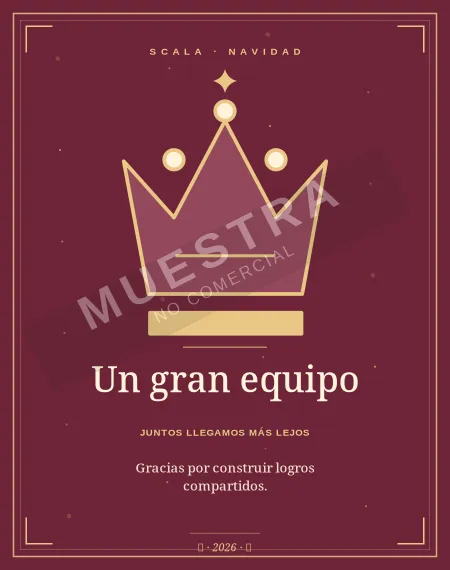 SCALA · NAVIDAD
MUESTRA
NO COMERCIAL
Un gran equipo
JUNTOS LLEGAMOS MÁS LEJOS
Gracias por construir logros
compartidos.
· 2026 ·